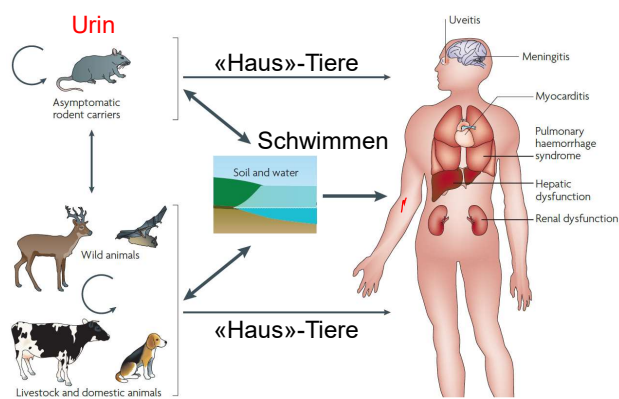 Urin
Asymptomatic
rodent carriers
«Haus»-Tiere
Schwimmen
Soil and water
Wild animals
Livestock and domestic animals
«Haus»-Tiere
Uveitis
Meningitis
Myocarditis
Pulmonary
haemorrhage
syndrome
Hepatic
dysfunction
Renal dysfunction